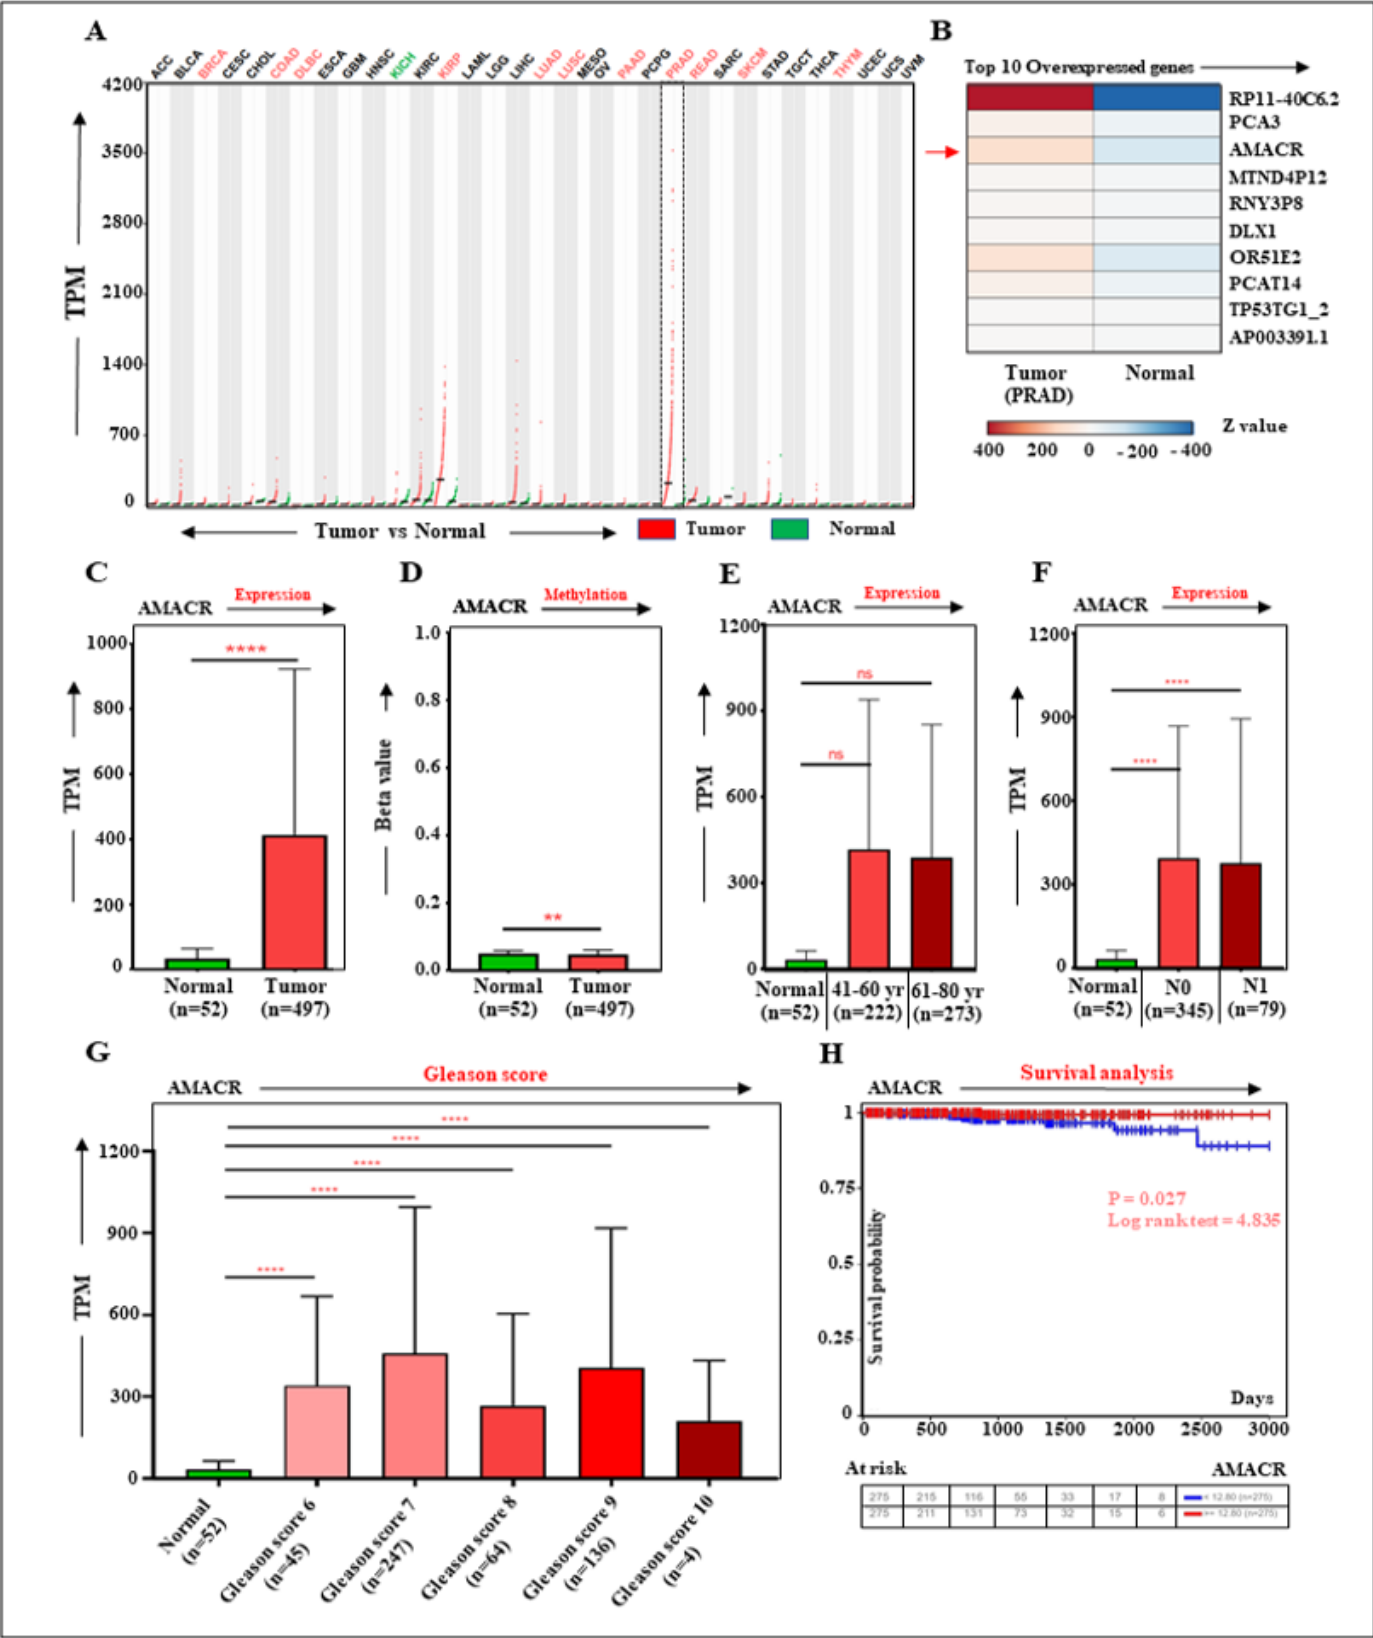 A
ACC BLCA BRCA CESC CHOL COAD DLBC ESCA GBM HNSC KICH KIRC KIRP LAML LGG LIHC LUAD LUSC MESO OV PAAD PCPG PRAD READ SARC SKCM STAD TGCT THCA THYM UCEC UCS UVM
4200
3500
2800
2100
1400
700
0
TPM
Tumor vs Normal
Tumor
Normal
B
Top 10 Overexpressed genes
RP11-40C6.2
PCA3
AMACR
MTND4P12
RNY3P8
DLX1
OR51E2
PCAT14
TP53TG1_2
AP003391.1
Tumor
(PRAD)
Normal
Z value
400 200 0 -200 -400
C
AMACR Expression
1000
800
600
400
200
0
TPM
****
Normal
(n=52)
Tumor
(n=497)
D
AMACR Methylation
1.0
0.8
0.6
0.4
0.2
0.0
Beta value
**
Normal
(n=52)
Tumor
(n=497)
E
AMACR Expression
1200
900
600
300
0
TPM
ns
ns
Normal
(n=52)
41-60 yr
(n=222)
61-80 yr
(n=273)
F
AMACR Expression
1200
900
600
300
0
TPM
****
****
Normal
(n=52)
N0
(n=345)
N1
(n=79)
G
AMACR Gleason score
1200
900
600
300
0
TPM
****
****
****
****
****
Normal
(n=52)
Gleason score 6
(n=45)
Gleason score 7
(n=247)
Gleason score 8
(n=64)
Gleason score 9
(n=136)
Gleason score 10
(n=4)
H
AMACR Survival analysis
1
0.75
0.5
0.25
0
Survival probability
P = 0.027
Log rank test = 4.835
Days
0 500 1000 1500 2000 2500 3000
At risk AMACR
275 215 116 55 33 17 8 < 12.80 (n=275)
275 211 131 73 32 15 6 >= 12.80 (n=275)